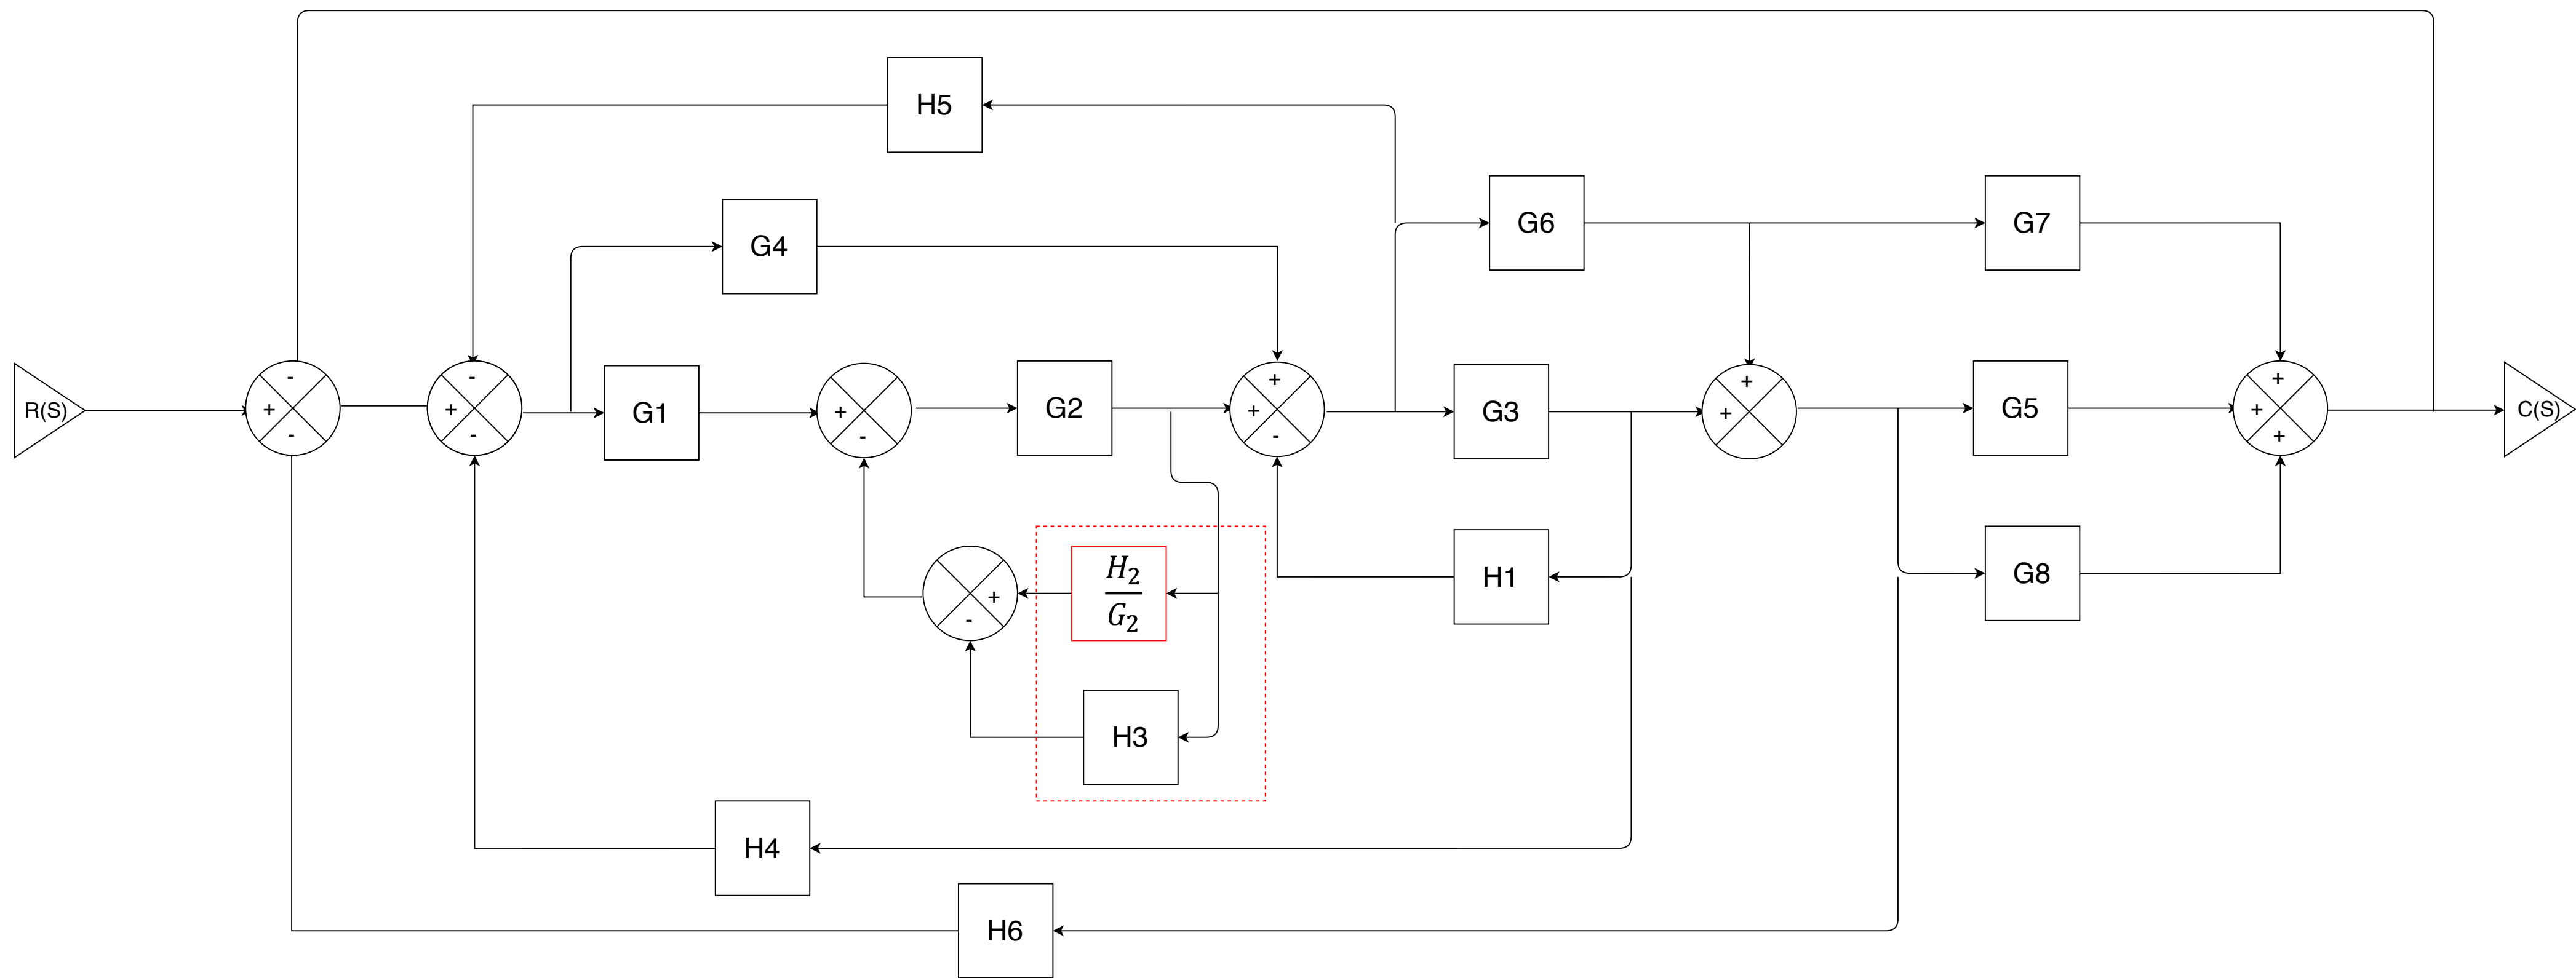 H5
G6
G7
G4
-
-
+
+
+
R(S)
+
-
+
-
G1
+
-
G2
+
-
G3
+
G5
+
+
G8
C(S)
H2
G2
+
-
H1
H3
H4
H6